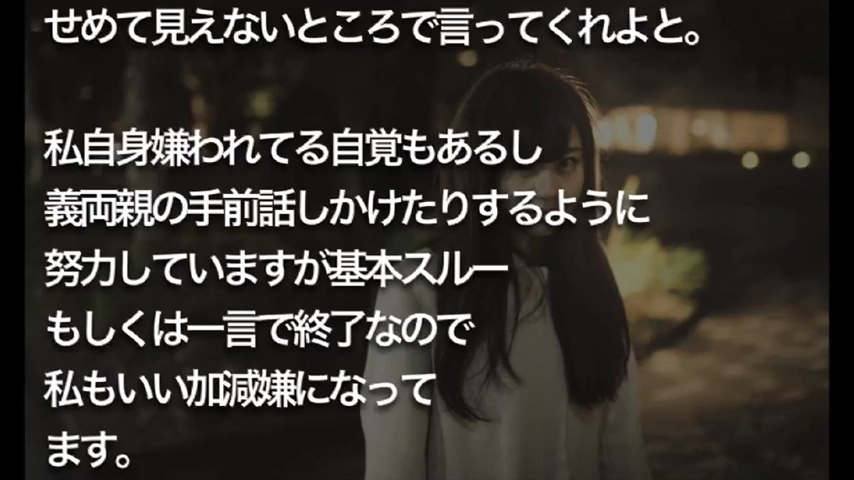 せめて見えないところで言ってくれよと。
私自身嫌われてる自覚もあるし
義両親の手前話しかけたりするように
努力していますが基本スルー
もしくは一言で終了なので
私もいい加減嫌になって
ます。